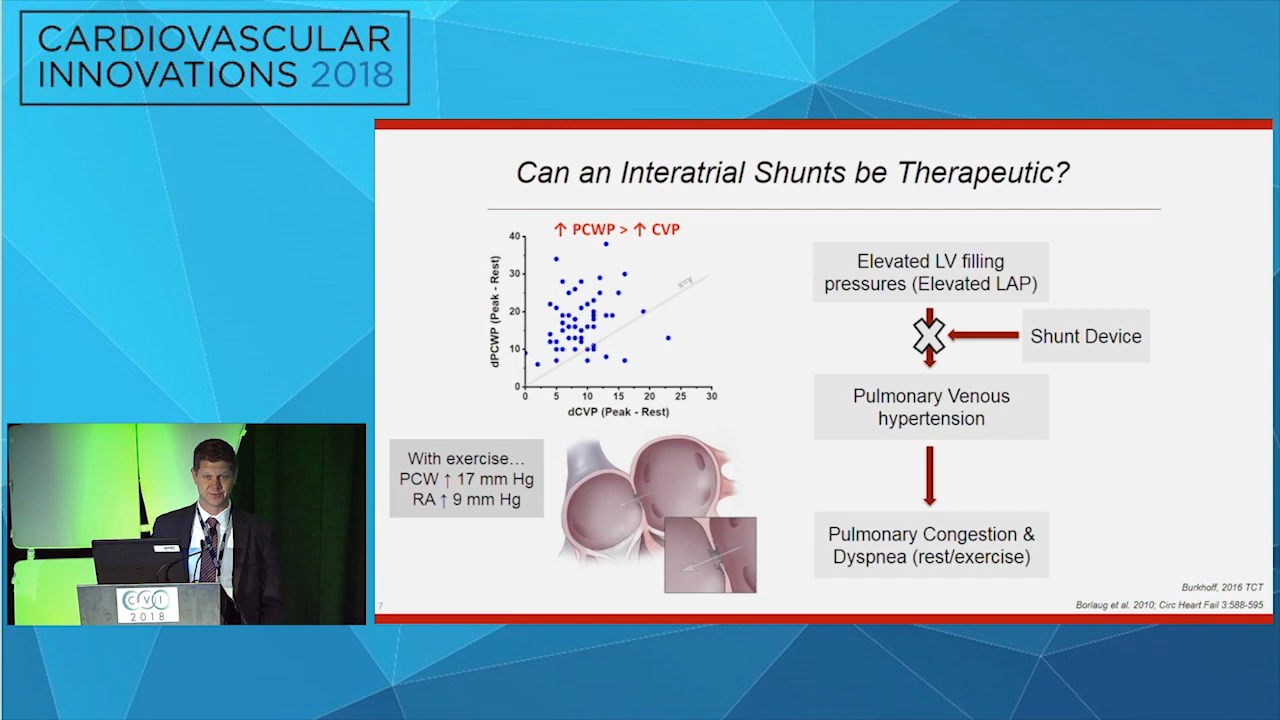 CARDIOVASCULAR
INNOVATIONS 2018
Can an Interatrial Shunts be Therapeutic?
↑ PCWP > ↑ CVP
40
30
20
10
0
dPCWP (Peak - Rest)
x=y
0 5 10 15 20 25 30
dCVP (Peak - Rest)
With exercise…
PCW ↑ 17 mm Hg
RA ↑ 9 mm Hg
Elevated LV filling
pressures (Elevated LAP)
Shunt Device
Pulmonary Venous
hypertension
Pulmonary Congestion &
Dyspnea (rest/exercise)
Burkhoff, 2016 TCT
Borlaug et al. 2010; Circ Heart Fail 3:588-595
7
CVI
2018